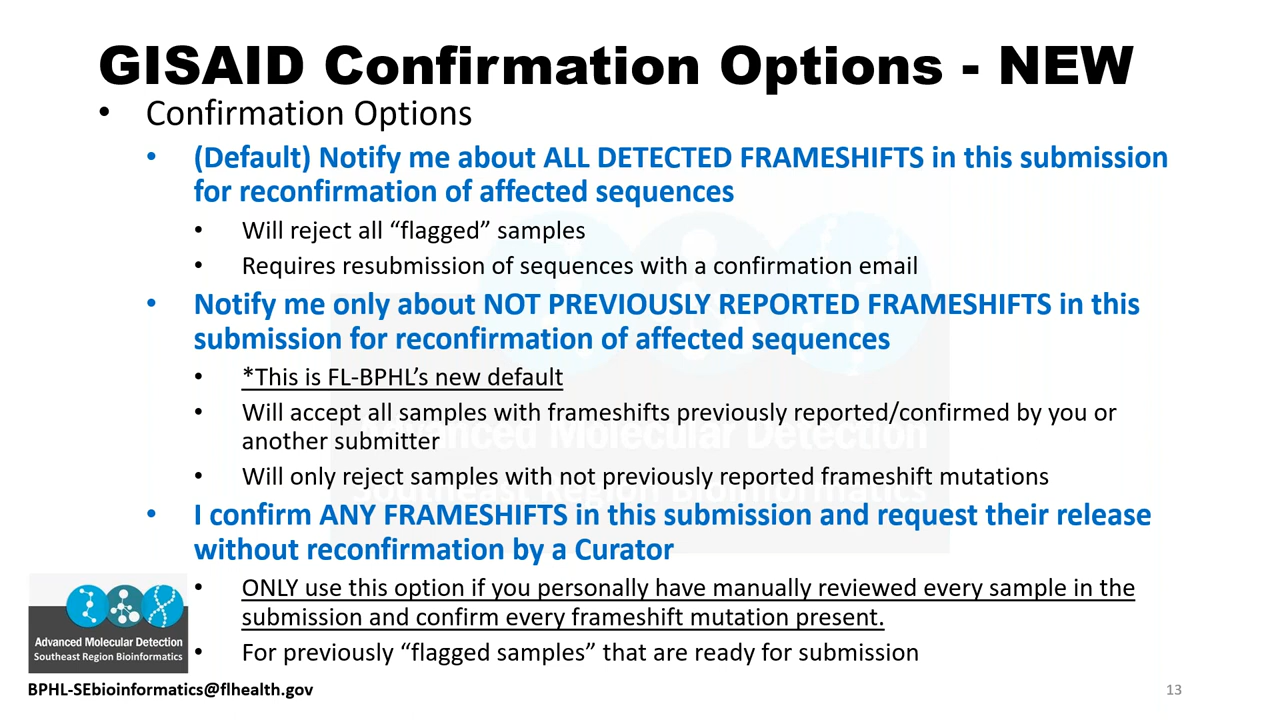 GISAID Confirmation Options - NEW
• Confirmation Options
• (Default) Notify me about ALL DETECTED FRAMESHIFTS in this submission
for reconfirmation of affected sequences
• Will reject all “flagged” samples
• Requires resubmission of sequences with a confirmation email
• Notify me only about NOT PREVIOUSLY REPORTED FRAMESHIFTS in this
submission for reconfirmation of affected sequences
• *This is FL-BPHL’s new default
• Will accept all samples with frameshifts previously reported/confirmed by you or
another submitter
• Will only reject samples with not previously reported frameshift mutations
• I confirm ANY FRAMESHIFTS in this submission and request their release
without reconfirmation by a Curator
• ONLY use this option if you personally have manually reviewed every sample in the
submission and confirm every frameshift mutation present.
• For previously “flagged samples” that are ready for submission
Advanced Molecular Detection
Southeast Region Bioinformatics
Advanced Molecular Detection
Southeast Region Bioinformatics
BPHL-SEbioinformatics@flhealth.gov
13